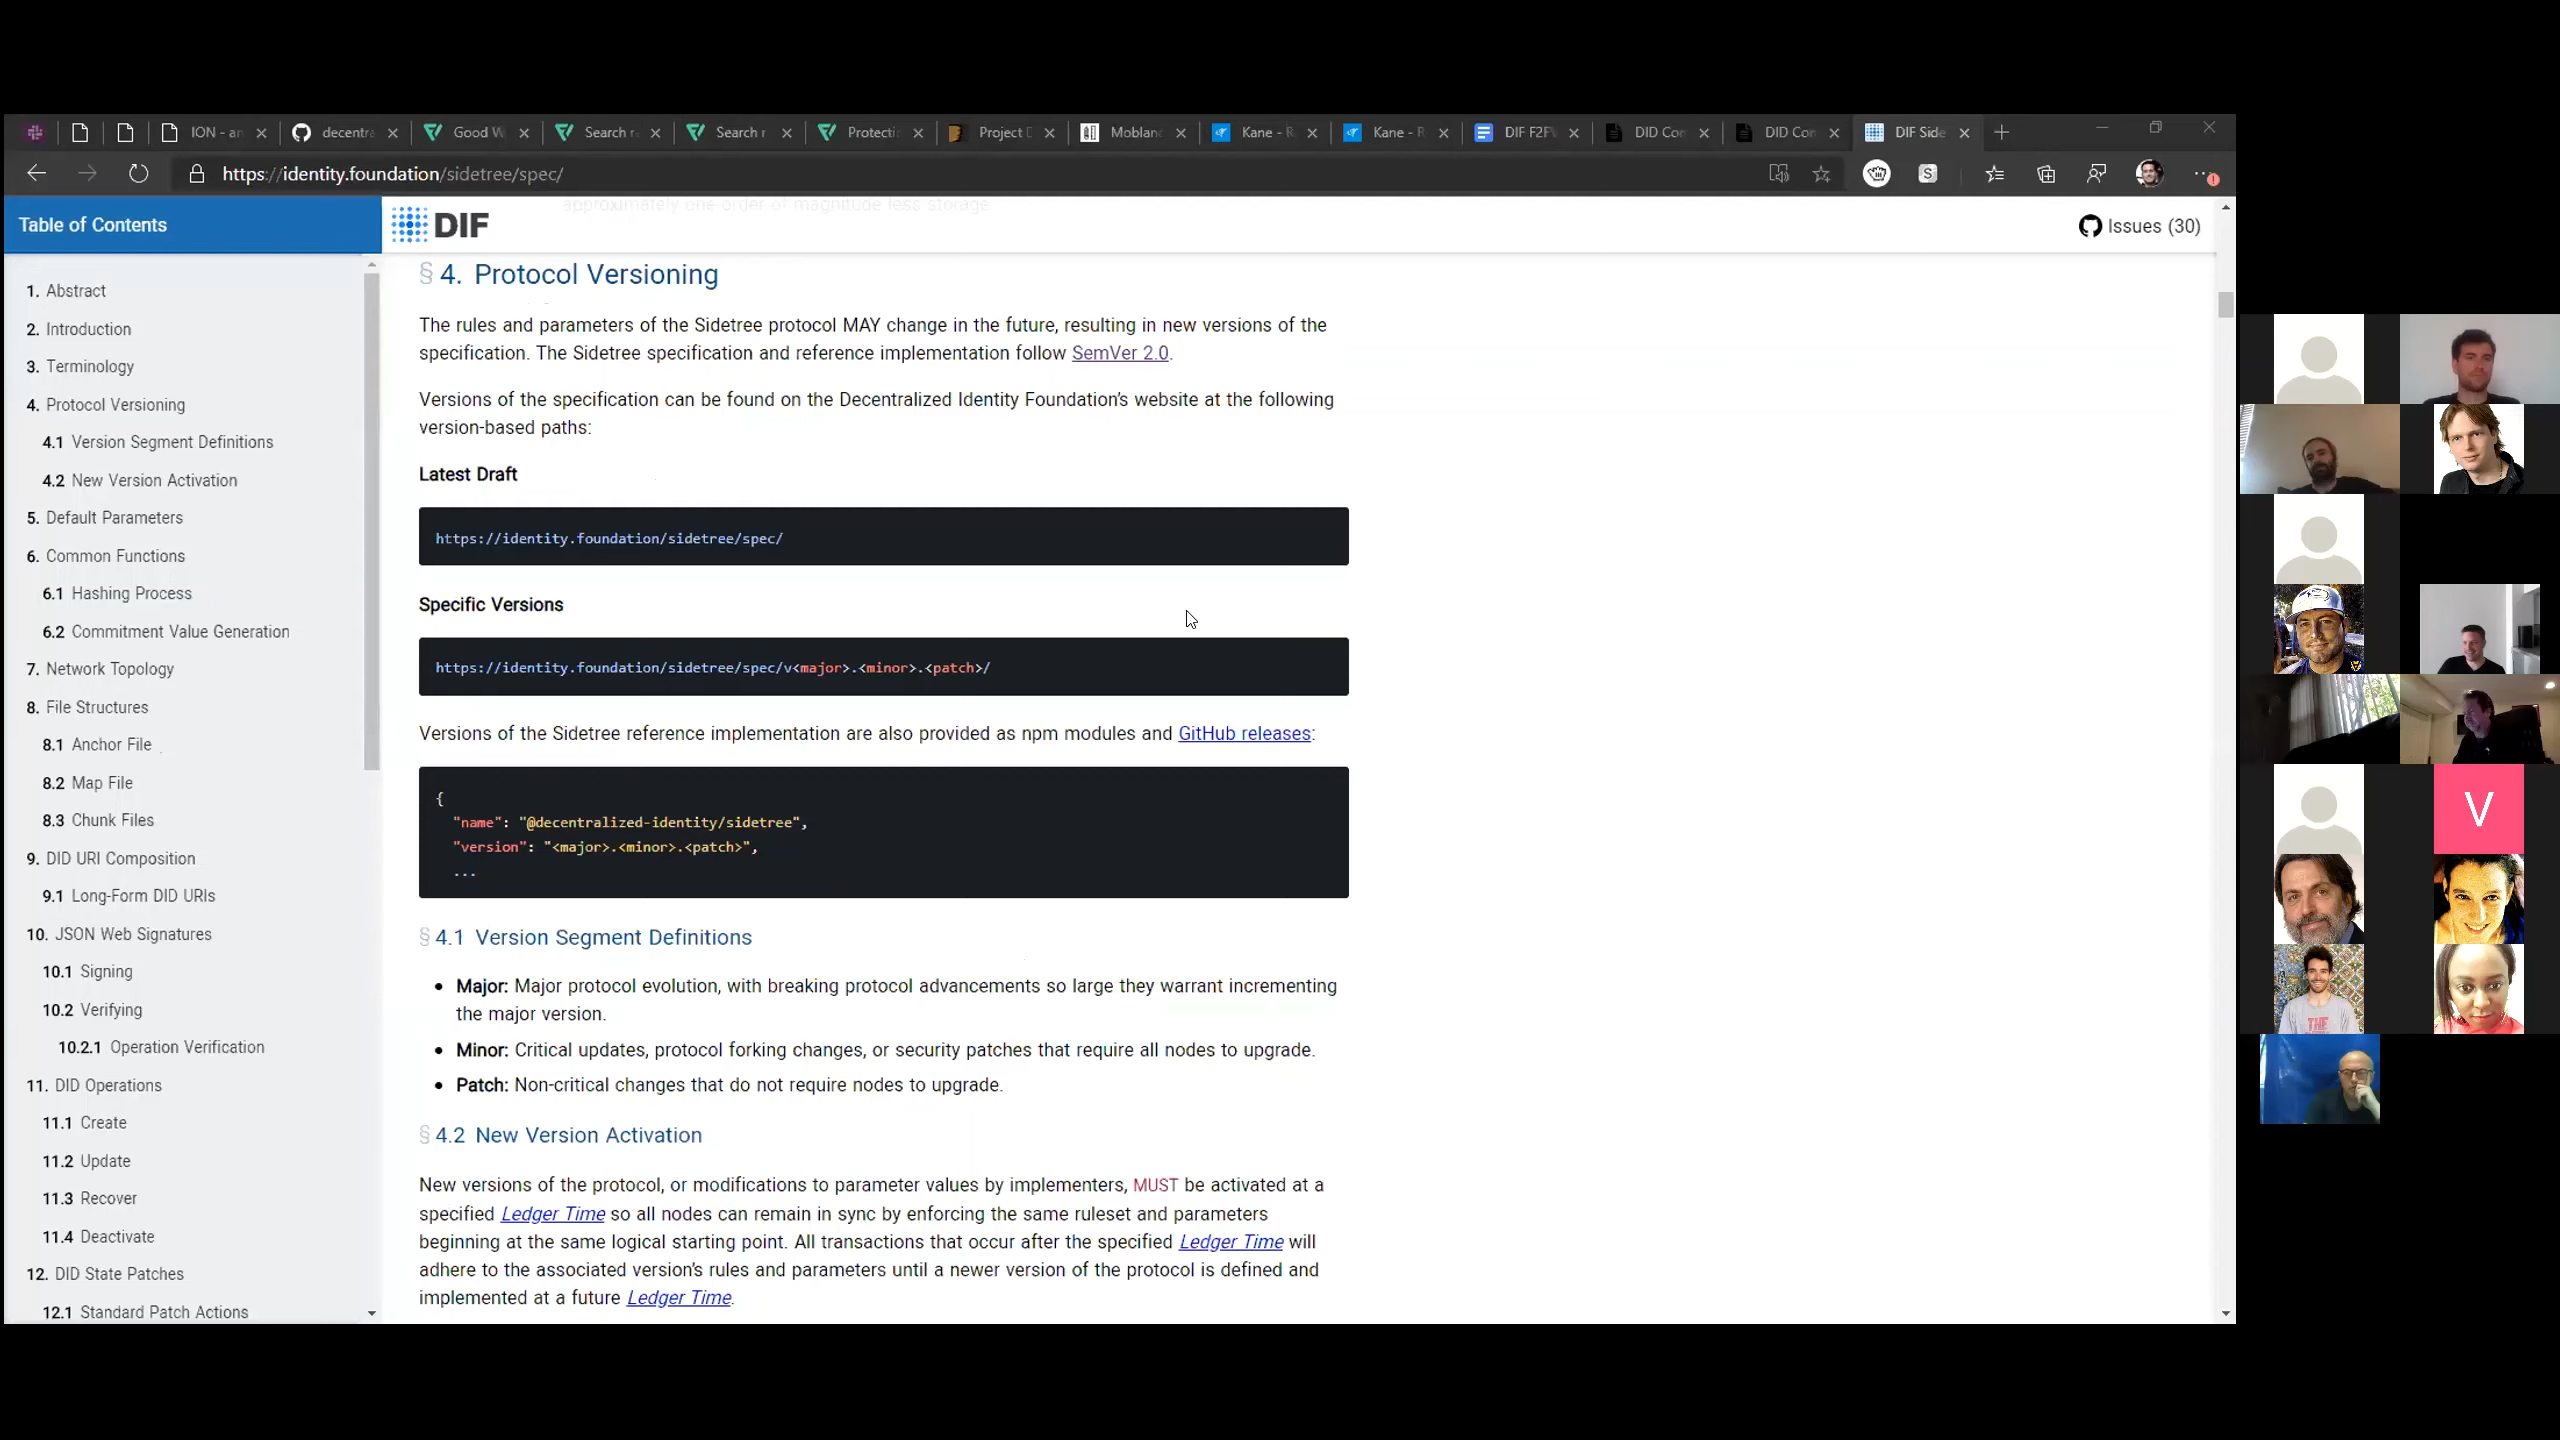 ION - an
decentra
Good W
Search r
Search r
Protecti
Project D
Moblan
Kane - R
Kane - R
DIF F2F
DID Con
DID Con
DIF Side
https://identity.foundation/sidetree/spec/
Table of Contents
DIF
approximately one order of magnitude less storage
Issues (30)
1. Abstract
2. Introduction
3. Terminology
4. Protocol Versioning
4.1 Version Segment Definitions
4.2 New Version Activation
5. Default Parameters
6. Common Functions
6.1 Hashing Process
6.2 Commitment Value Generation
7. Network Topology
8. File Structures
8.1 Anchor File
8.2 Map File
8.3 Chunk Files
9. DID URI Composition
9.1 Long-Form DID URIs
10. JSON Web Signatures
10.1 Signing
10.2 Verifying
10.2.1 Operation Verification
11. DID Operations
11.1 Create
11.2 Update
11.3 Recover
11.4 Deactivate
12. DID State Patches
12.1 Standard Patch Actions
§ 4. Protocol Versioning
The rules and parameters of the Sidetree protocol MAY change in the future, resulting in new versions of the
specification. The Sidetree specification and reference implementation follow SemVer 2.0.
Versions of the specification can be found on the Decentralized Identity Foundation's website at the following
version-based paths:
Latest Draft
https://identity.foundation/sidetree/spec/
Specific Versions
https://identity.foundation/sidetree/spec/v<major>.<minor>.<patch>/
Versions of the Sidetree reference implementation are also provided as npm modules and GitHub releases:
{
"name": "@decentralized-identity/sidetree",
"version": "<major>.<minor>.<patch>",
...
§ 4.1 Version Segment Definitions
• Major: Major protocol evolution, with breaking protocol advancements so large they warrant incrementing
the major version.
• Minor: Critical updates, protocol forking changes, or security patches that require all nodes to upgrade.
• Patch: Non-critical changes that do not require nodes to upgrade.
§ 4.2 New Version Activation
New versions of the protocol, or modifications to parameter values by implementers, MUST be activated at a
specified Ledger Time so all nodes can remain in sync by enforcing the same ruleset and parameters
beginning at the same logical starting point. All transactions that occur after the specified Ledger Time will
adhere to the associated version's rules and parameters until a newer version of the protocol is defined and
implemented at a future Ledger Time.
V